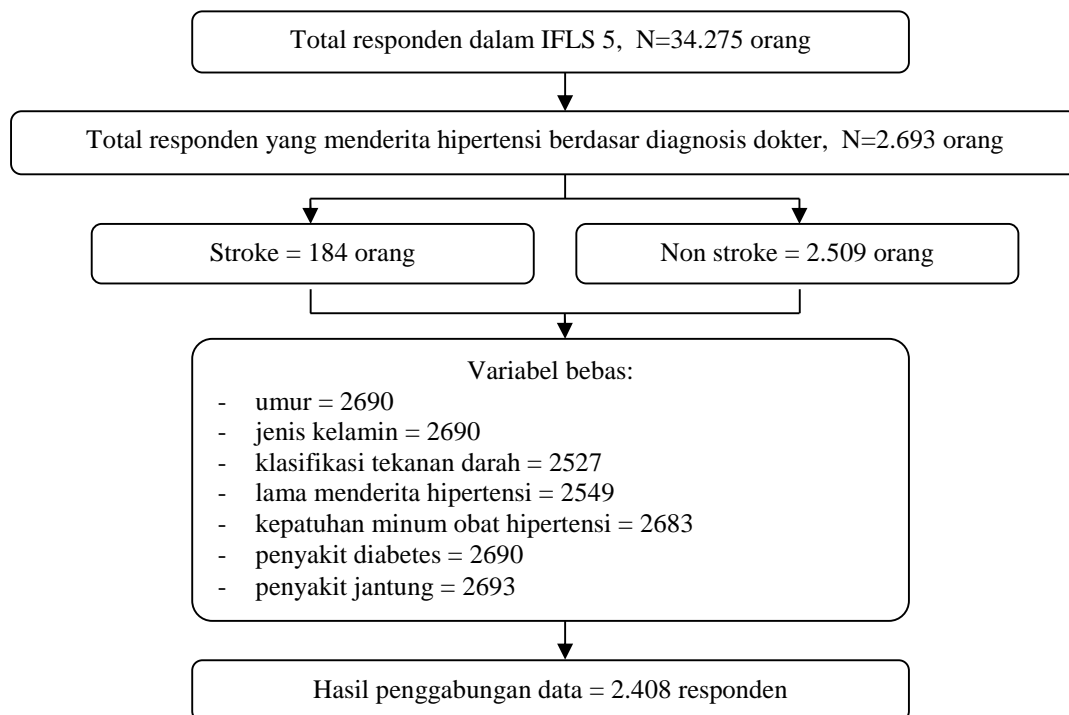 Total responden dalam IFLS 5, N=34.275 orang
Total responden yang menderita hipertensi berdasar diagnosis dokter, N=2.693 orang
Stroke = 184 orang
Non stroke = 2.509 orang
Variabel bebas:
- umur = 2690
- jenis kelamin = 2690
- klasifikasi tekanan darah = 2527
- lama menderita hipertensi = 2549
- kepatuhan minum obat hipertensi = 2683
- penyakit diabetes = 2690
- penyakit jantung = 2693
Hasil penggabungan data = 2.408 responden